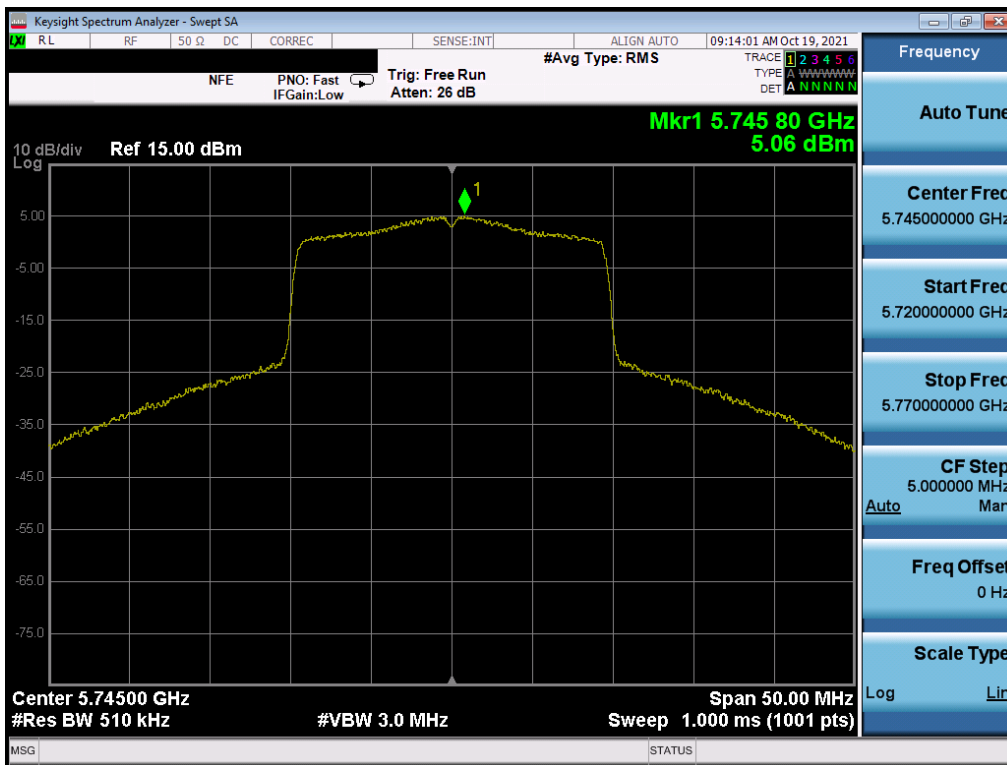 Keysight Spectrum Analyzer - Swept SA
LXI RL RF 50 Ω DC CORREC SENSE:INT ALIGN AUTO 09:14:01 AM Oct 19, 2021
Frequency
NFE
PNO: Fast
IFGain:Low
Trig: Free Run
Atten: 26 dB
#Avg Type: RMS
TRACE 1 2 3 4 5 6
TYPE A WWWWW
DET A N N N N N
Auto Tune
Mkr1 5.745 80 GHz
5.06 dBm
10 dB/div
Log
Ref 15.00 dBm
1
5.00
-5.00
-15.0
-25.0
-35.0
-45.0
-55.0
-65.0
-75.0
Center Freq
5.745000000 GHz
Start Freq
5.720000000 GHz
Stop Freq
5.770000000 GHz
CF Step
5.000000 MHz
Auto Man
Freq Offset
0 Hz
Scale Type
Log Lin
Center 5.74500 GHz
Span 50.00 MHz
#Res BW 510 kHz
#VBW 3.0 MHz
Sweep 1.000 ms (1001 pts)
MSG
STATUS